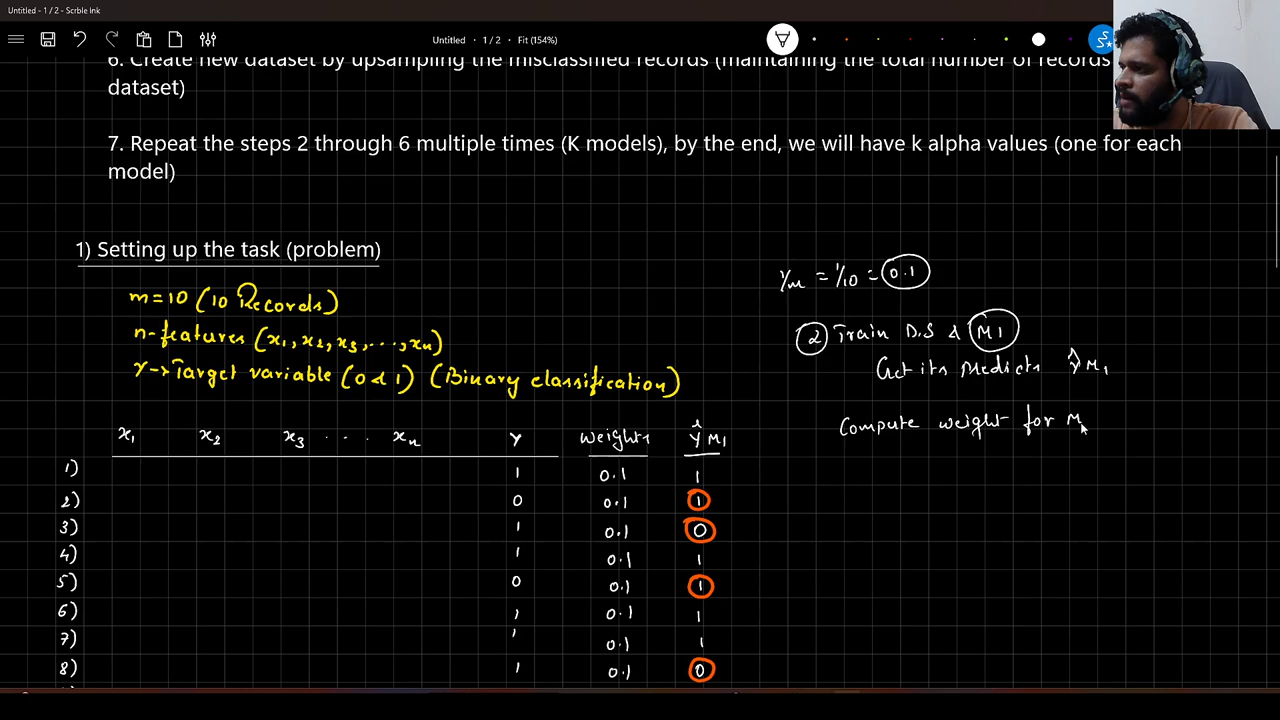 Untitled - 1 / 2 - Scrble Ink
Untitled • 1 / 2 • Fit (154%)
6. Create new dataset by upsampling the misclassified records (maintaining the total number of records
dataset)
7. Repeat the steps 2 through 6 multiple times (K models), by the end, we will have k alpha values (one for each
model)
1) Setting up the task (problem)
m=10 (10 Records)
n-features (x1, x2, x3, ..., xn)
Y→Target variable (0 & 1) (Binary classification)
1/m = 1/10 = 0.1
2 Train D.S & M1
Get its Predicts ŶM1
Compute weight for M
x1 x2 x3 ... xn Y weights ŶM1
1) 1 0.1 1
2) 0 0.1 1
3) 1 0.1 0
4) 1 0.1 1
5) 0 0.1 1
6) 1 0.1 1
7) 1 0.1 1
8) 1 0.1 0